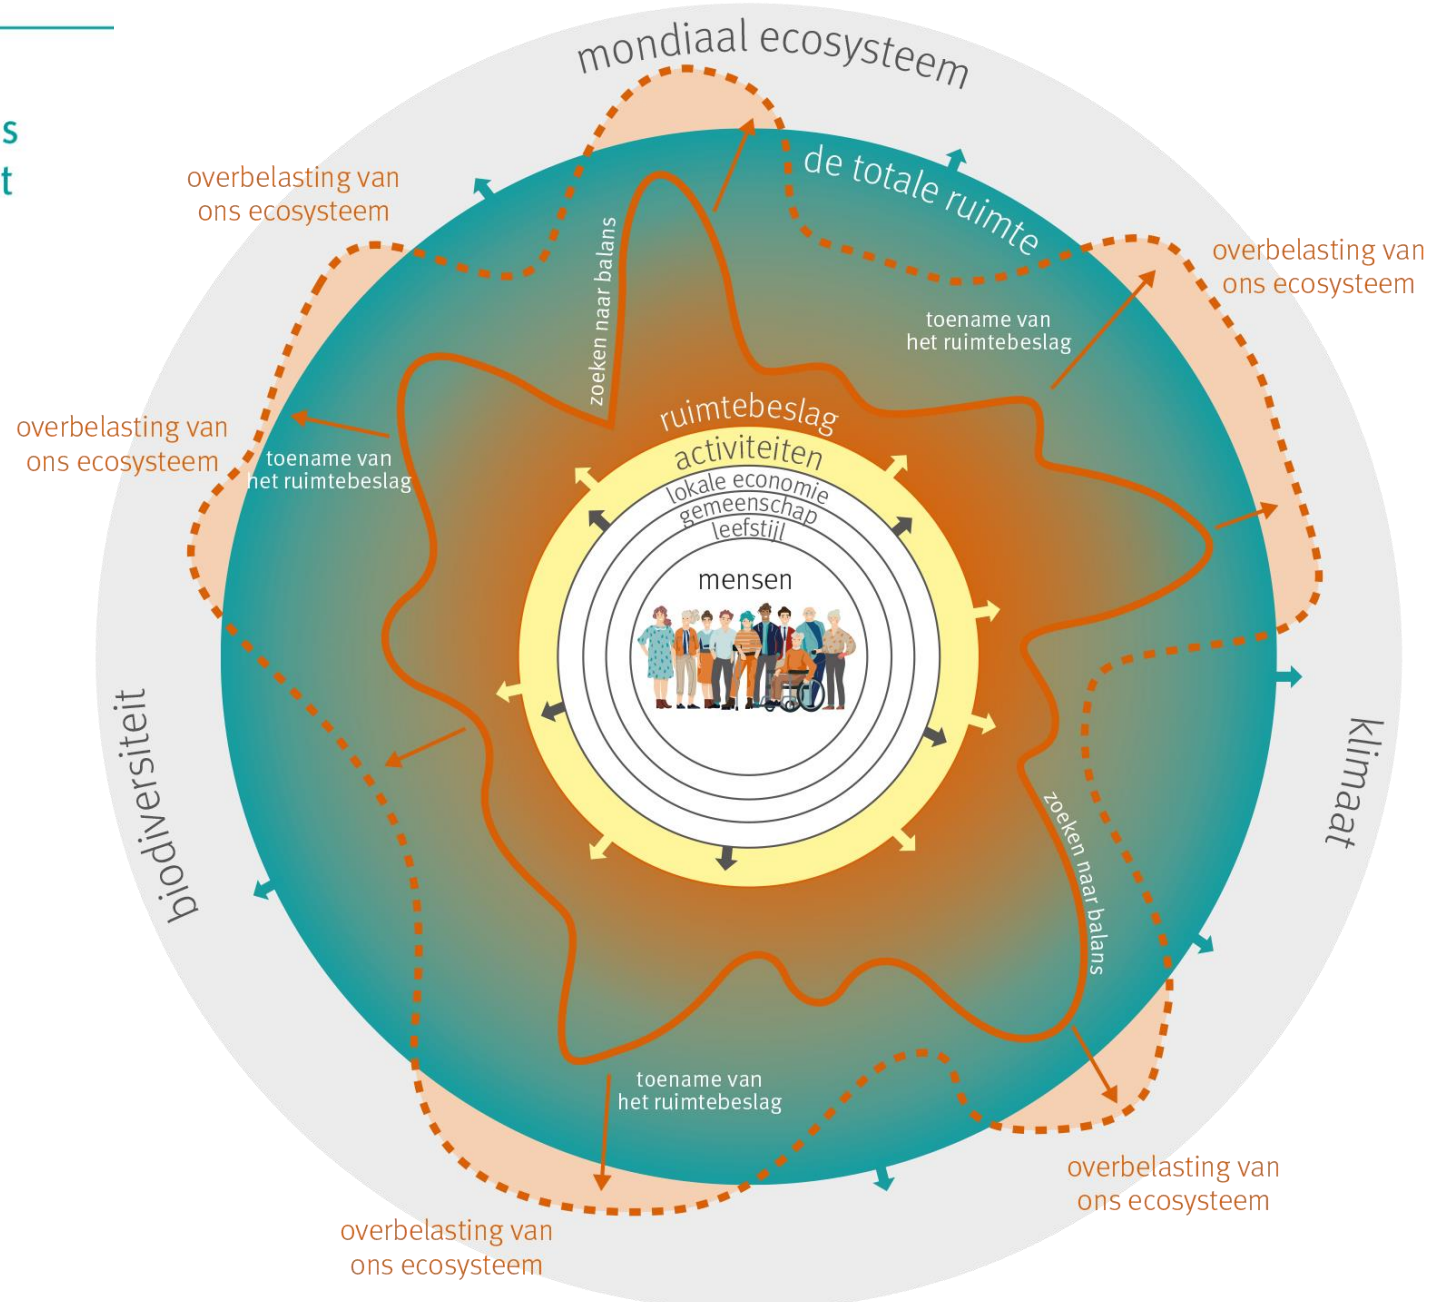 mondiaal ecosysteem
s
t
de totale ruimte
overbelasting van
ons ecosysteem
overbelasting van
ons ecosysteem
zoeken naar balans
toename van
het ruimtebeslag
ruimtebeslag
activiteiten
lokale economie
gemeenschap
leefstijl
mensen
overbelasting van
ons ecosysteem
toename van
het ruimtebeslag
biodiversiteit
klimaat
zoeken naar balans
toename van
het ruimtebeslag
overbelasting van
ons ecosysteem
overbelasting van
ons ecosysteem